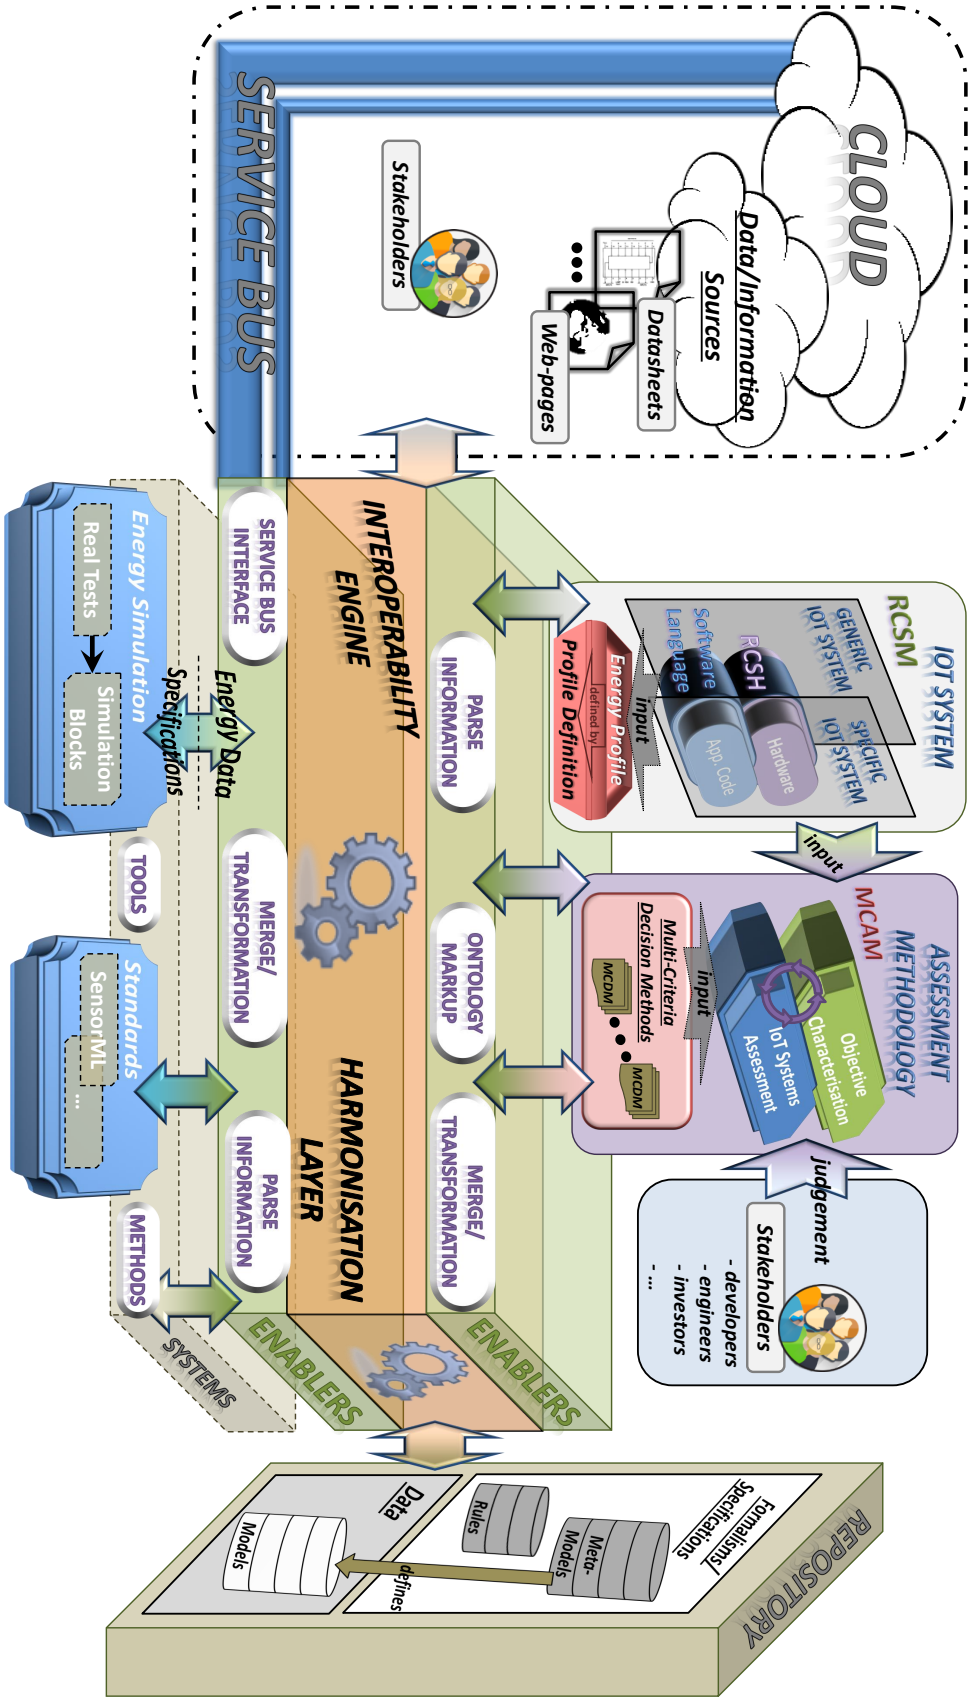 CLOUD
Data/Information
Sources
Datasheets
Web-pages
Stakeholders
SERVICE BUS
IOT SYSTEM
RCSM
GENERIC
IOT SYSTEM
SPECIFIC
IOT SYSTEM
RCSH
Hardware
Software
Language
App. Code
input
Energy Profile
defined by
Profile Definition
input
ASSESSMENT
METHODOLOGY
MCAM
Objective
Characterisation
IoT Systems
Assessment
input
Multi-Criteria
Decision Methods
MCDM
MCDM
judgement
Stakeholders
- developers
- engineers
- investors
- ...
PARSE
INFORMATION
ONTOLOGY
MARKUP
MERGE/
TRANSFORMATION
ENABLERS
INTEROPERABILITY
ENGINE
HARMONISATION
LAYER
SERVICE BUS
INTERFACE
MERGE/
TRANSFORMATION
PARSE
INFORMATION
ENABLERS
Energy Data
Specifications
TOOLS
METHODS
SYSTEMS
Energy Simulation
Real Tests
Simulation
Blocks
Standards
SensorML
...
REPOSITORY
Formalisms/
Specifications
Meta-
Models
Rules
defines
Data
Models